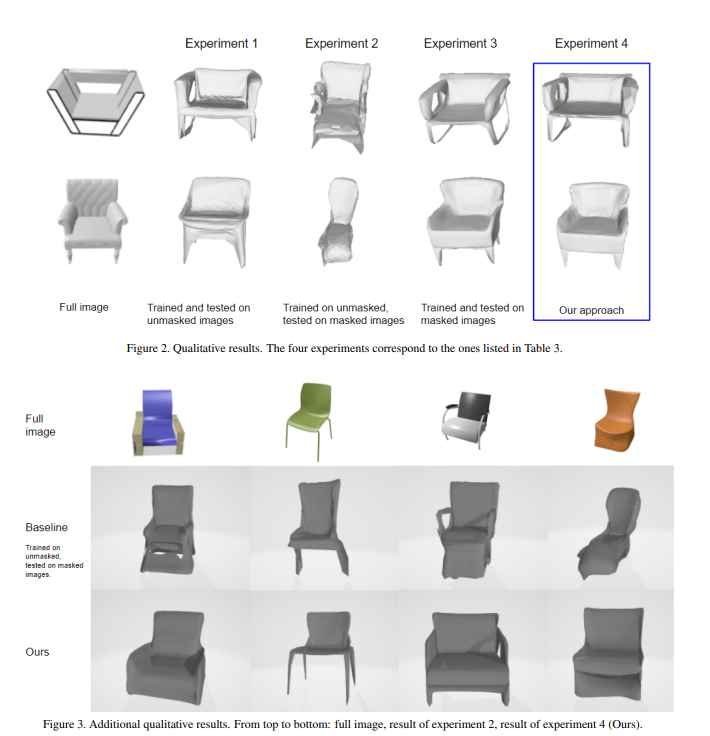 Experiment 1
Experiment 2
Experiment 3
Experiment 4
Full image
Trained and tested on
unmasked images
Trained on unmasked,
tested on masked images
Trained and tested on
masked images
Our approach
Figure 2. Qualitative results. The four experiments correspond to the ones listed in Table 3.
Full
image
Baseline
Trained on
unmasked,
tested on masked
images.
Ours
Figure 3. Additional qualitative results. From top to bottom: full image, result of experiment 2, result of experiment 4 (Ours).